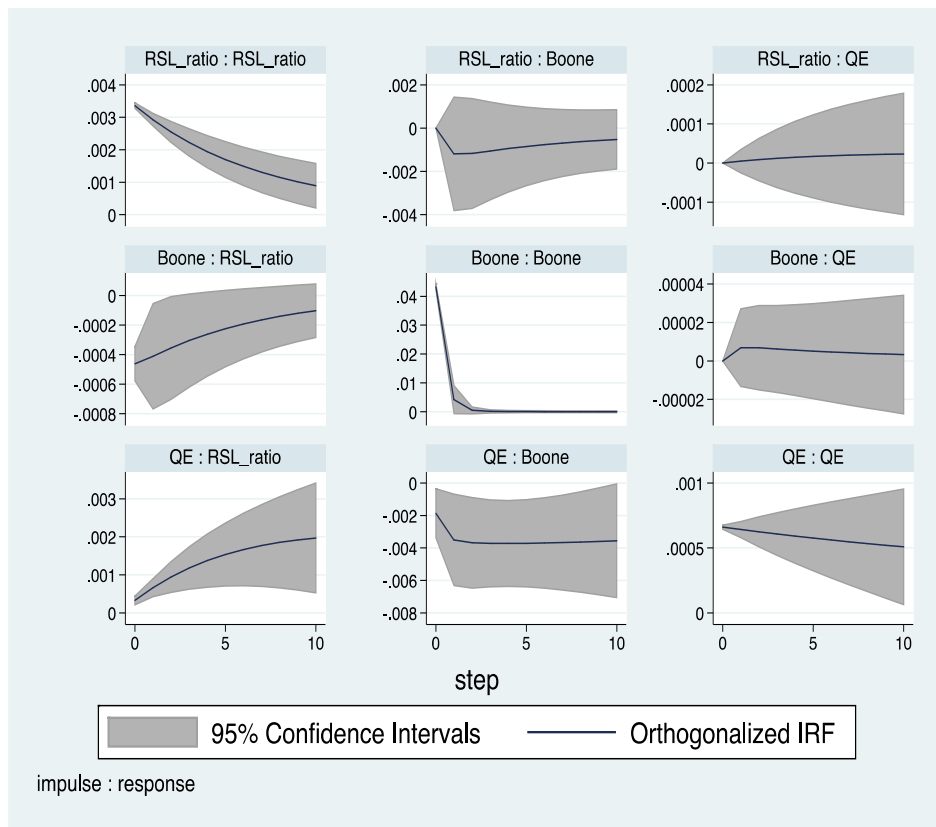 RSL_ratio : RSL_ratio
RSL_ratio : Boone
RSL_ratio : QE
.004
.003
.002
.001
0
.002
0
-.002
-.004
.0002
.0001
0
-.0001
Boone : RSL_ratio
Boone : Boone
Boone : QE
0
-.0002
-.0004
-.0006
-.0008
.04
.03
.02
.01
0
.00004
.00002
0
-.00002
QE : RSL_ratio
QE : Boone
QE : QE
.003
.002
.001
0
0
-.002
-.004
-.006
-.008
.001
.0005
0
0 5 10
0 5 10
0 5 10
step
95% Confidence Intervals
Orthogonalized IRF
impulse : response